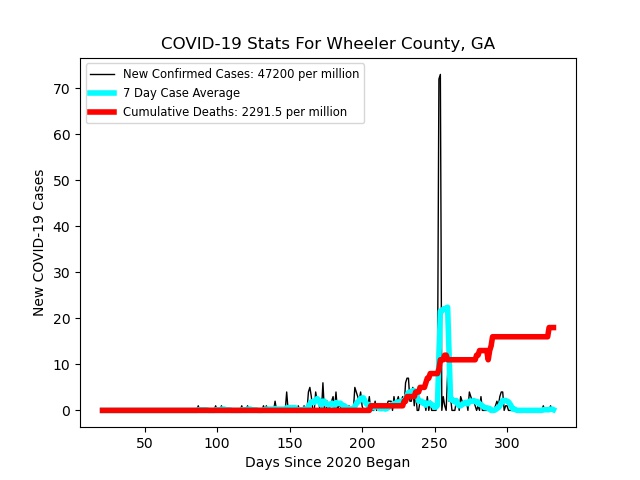 COVID-19 Stats For Wheeler County, GA
New Confirmed Cases: 47200 per million
7 Day Case Average
Cumulative Deaths: 2291.5 per million
New COVID-19 Cases
70
60
50
40
30
20
10
0
50 100 150 200 250 300
Days Since 2020 Began